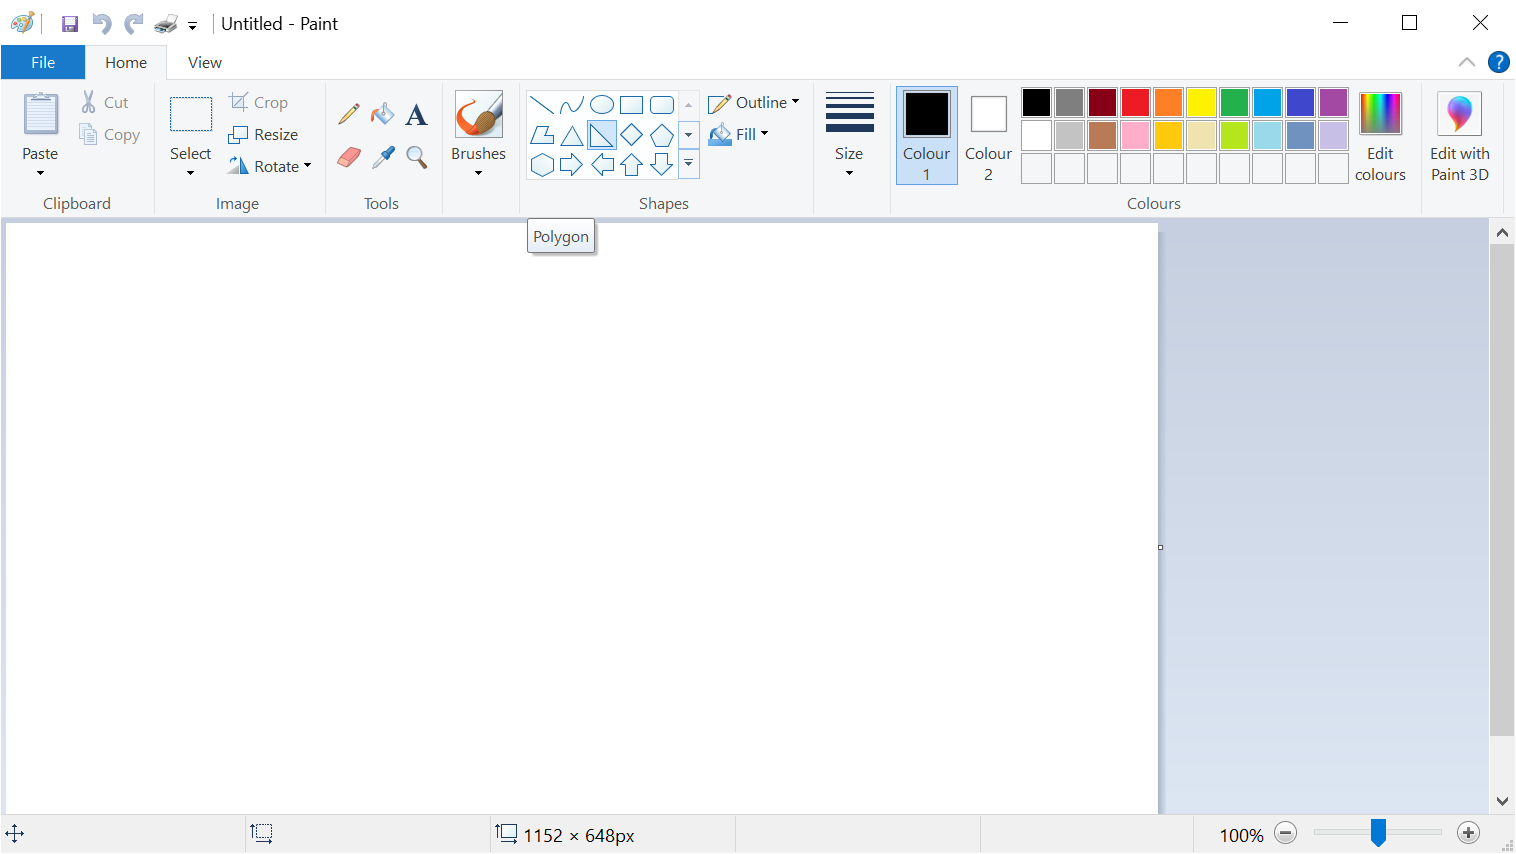 Untitled - Paint
File Home View
Paste
Cut
Copy
Clipboard
Select
Crop
Resize
Rotate
Image
Tools
Brushes
Shapes
Outline
Fill
Size
Colour
1
Colour
2
Colours
Edit
colours
Edit with
Paint 3D
Polygon
1152 × 648px
100%